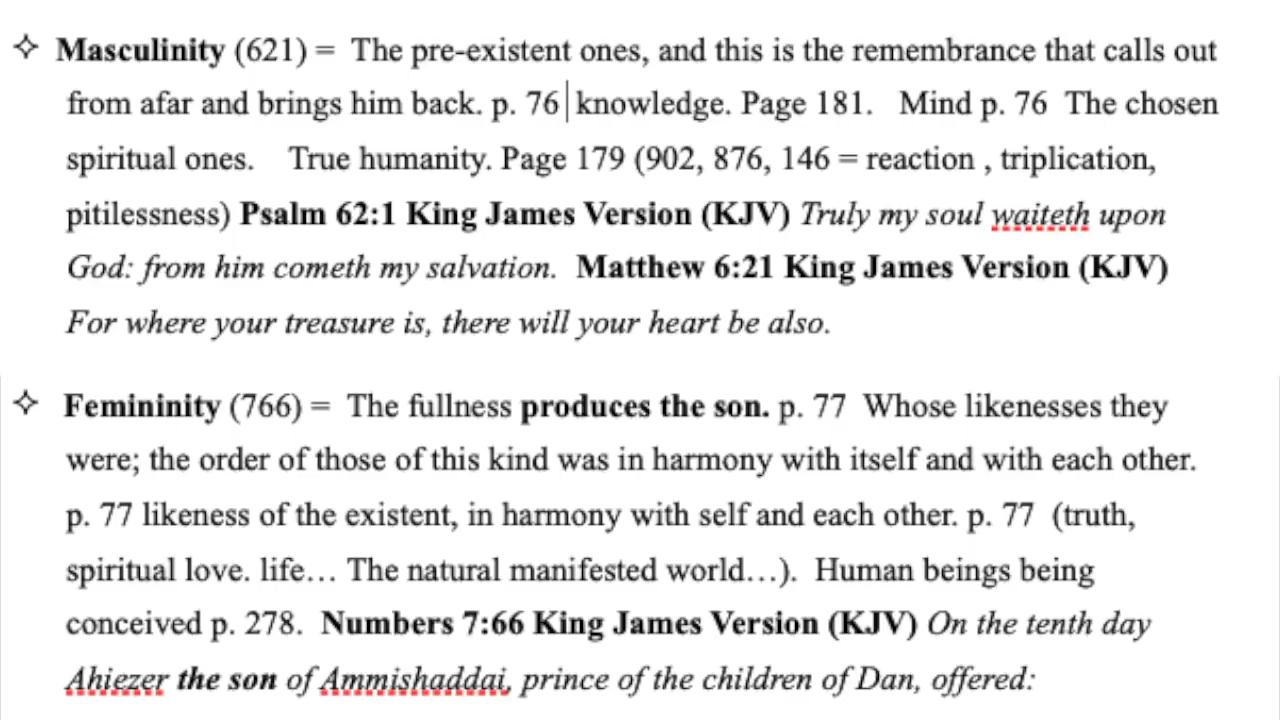 ✧ Masculinity (621) = The pre-existent ones, and this is the remembrance that calls out
from afar and brings him back. p. 76 knowledge. Page 181. Mind p. 76 The chosen
spiritual ones. True humanity. Page 179 (902, 876, 146 = reaction , triplication,
pitilessness) Psalm 62:1 King James Version (KJV) Truly my soul waiteth upon
God: from him cometh my salvation. Matthew 6:21 King James Version (KJV)
For where your treasure is, there will your heart be also.
✧ Femininity (766) = The fullness produces the son. p. 77 Whose likenesses they
were; the order of those of this kind was in harmony with itself and with each other.
p. 77 likeness of the existent, in harmony with self and each other. p. 77 (truth,
spiritual love. life… The natural manifested world…). Human beings being
conceived p. 278. Numbers 7:66 King James Version (KJV) On the tenth day
Ahiezer the son of Ammishaddai, prince of the children of Dan, offered: